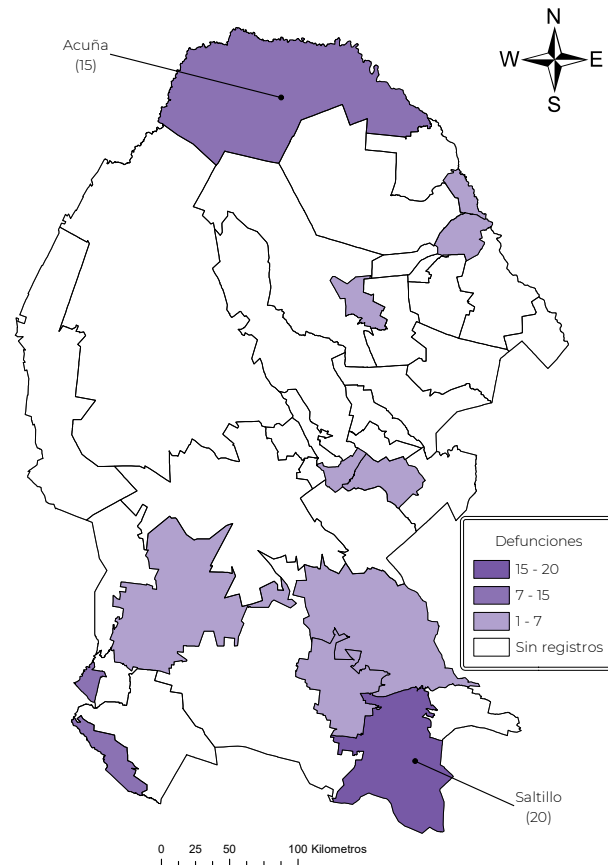 N
Acuña
(15)
W E
S
Defunciones
15 - 20
7 - 15
1 - 7
Sin registros
Saltillo
(20)
0 25 50 100 Kilometros